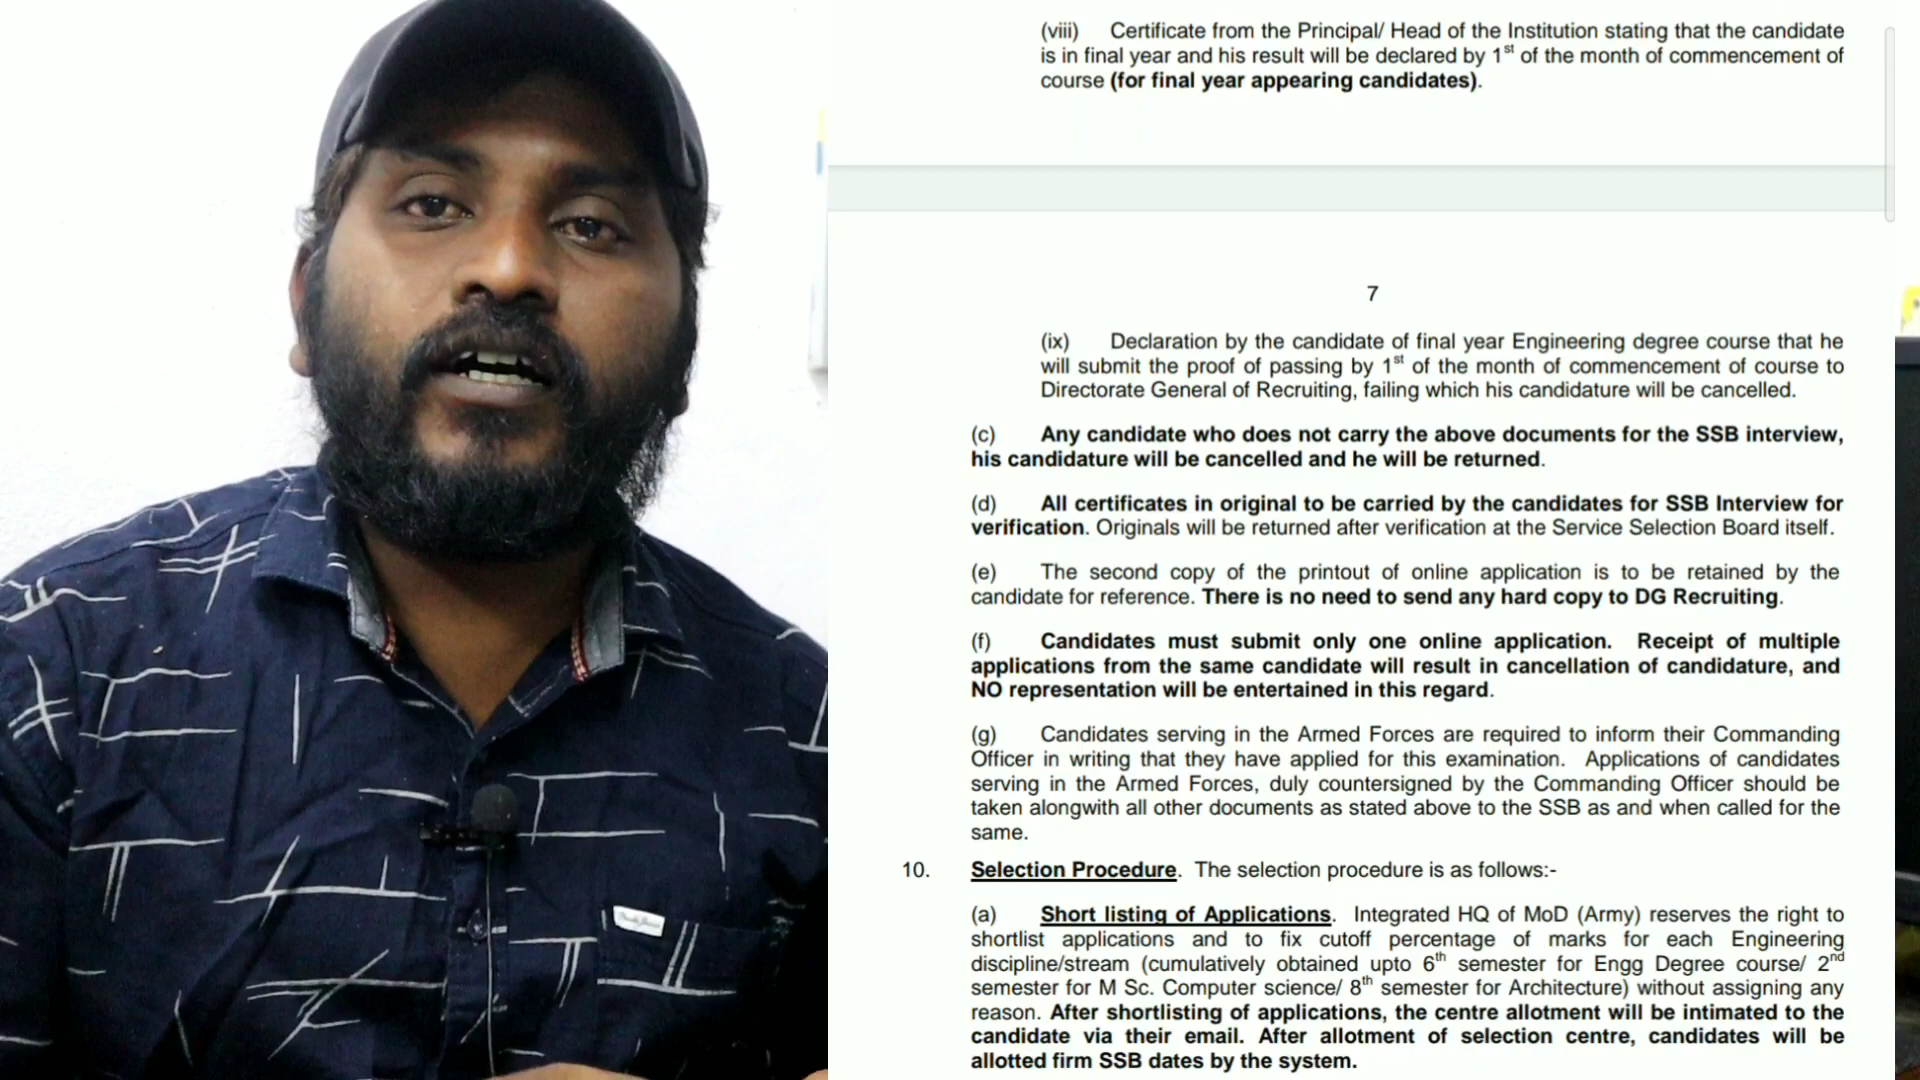 (viii) Certificate from the Principal/ Head of the Institution stating that the candidate
is in final year and his result will be declared by 1st of the month of commencement of
course (for final year appearing candidates).
7
(ix) Declaration by the candidate of final year Engineering degree course that he
will submit the proof of passing by 1st of the month of commencement of course to
Directorate General of Recruiting, failing which his candidature will be cancelled.
(c) Any candidate who does not carry the above documents for the SSB interview,
his candidature will be cancelled and he will be returned.
(d) All certificates in original to be carried by the candidates for SSB Interview for
verification. Originals will be returned after verification at the Service Selection Board itself.
(e) The second copy of the printout of online application is to be retained by the
candidate for reference. There is no need to send any hard copy to DG Recruiting.
(f) Candidates must submit only one online application. Receipt of multiple
applications from the same candidate will result in cancellation of candidature, and
NO representation will be entertained in this regard.
(g) Candidates serving in the Armed Forces are required to inform their Commanding
Officer in writing that they have applied for this examination. Applications of candidates
serving in the Armed Forces, duly countersigned by the Commanding Officer should be
taken alongwith all other documents as stated above to the SSB as and when called for the
same.
10. Selection Procedure. The selection procedure is as follows:-
(a) Short listing of Applications. Integrated HQ of MoD (Army) reserves the right to
shortlist applications and to fix cutoff percentage of marks for each Engineering
discipline/stream (cumulatively obtained upto 6th semester for Engg Degree course/ 2nd
semester for M Sc. Computer science/ 8th semester for Architecture) without assigning any
reason. After shortlisting of applications, the centre allotment will be intimated to the
candidate via their email. After allotment of selection centre, candidates will be
allotted firm SSB dates by the system.